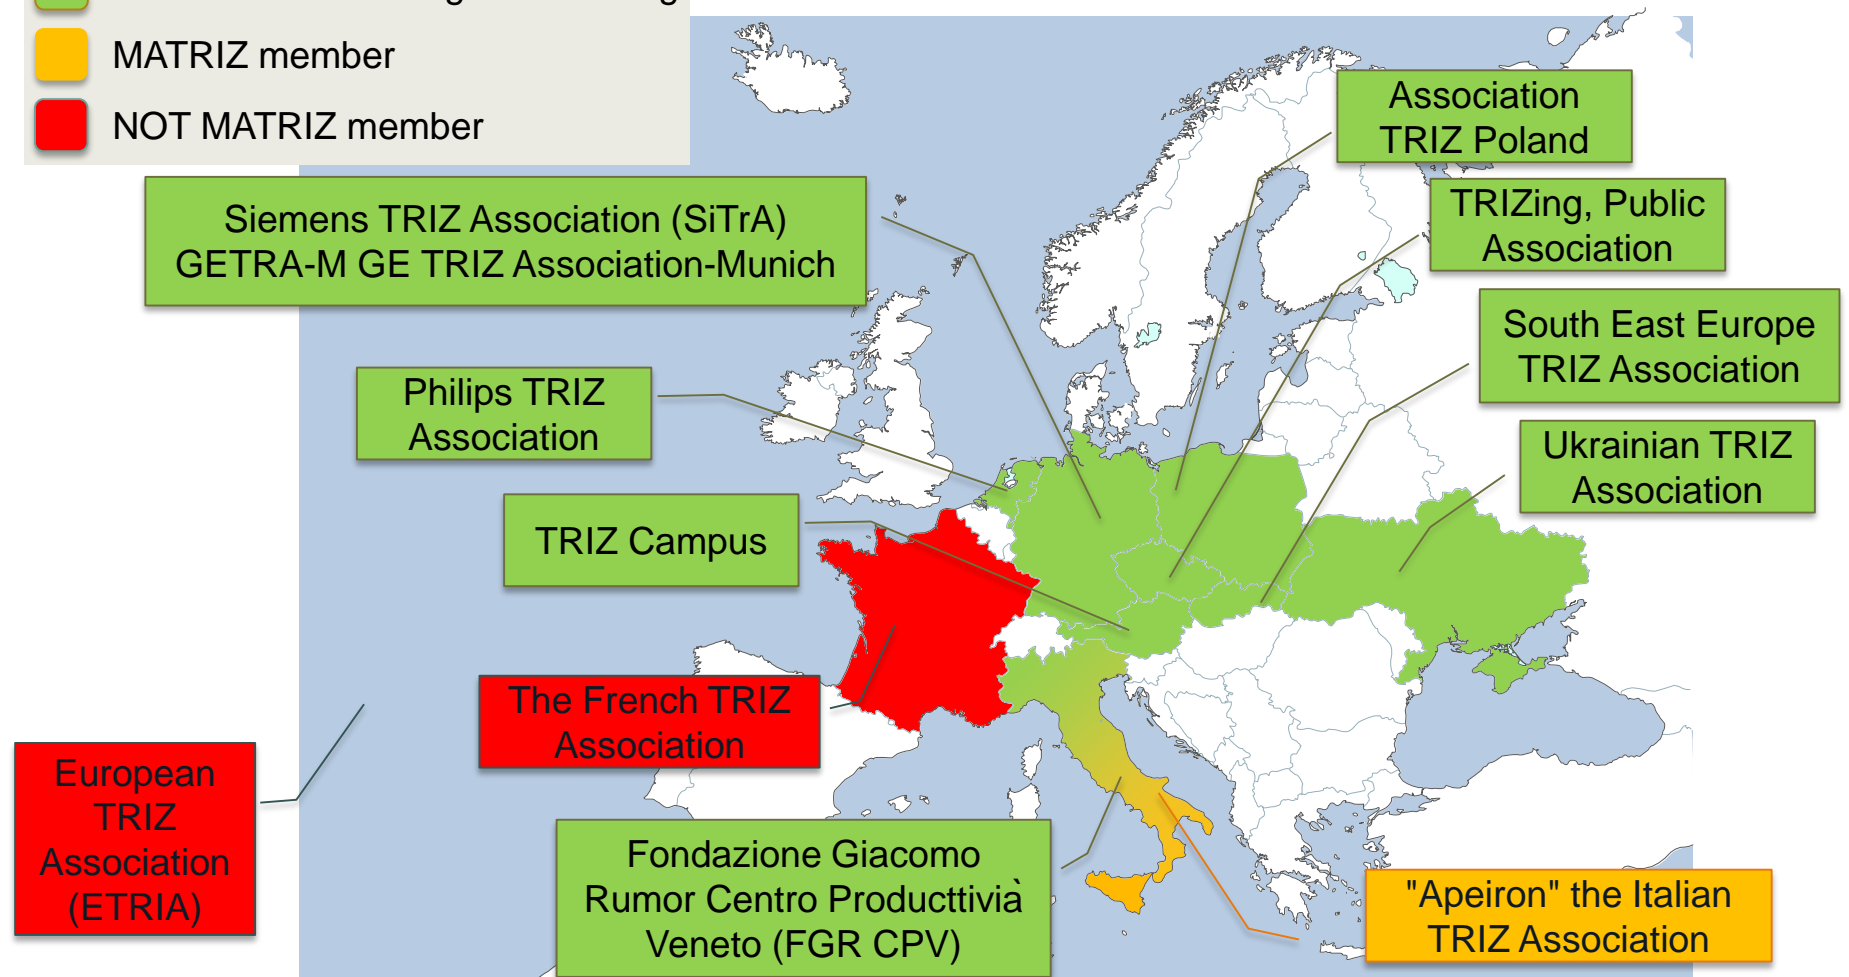 MATRIZ member
NOT MATRIZ member
Association
TRIZ Poland
Siemens TRIZ Association (SiTrA)
GETRA-M GE TRIZ Association-Munich
TRIZing, Public
Association
South East Europe
TRIZ Association
Philips TRIZ
Association
Ukrainian TRIZ
Association
TRIZ Campus
The French TRIZ
Association
European
TRIZ
Association
(ETRIA)
Fondazione Giacomo
Rumor Centro Producttivià
Veneto (FGR CPV)
"Apeiron" the Italian
TRIZ Association